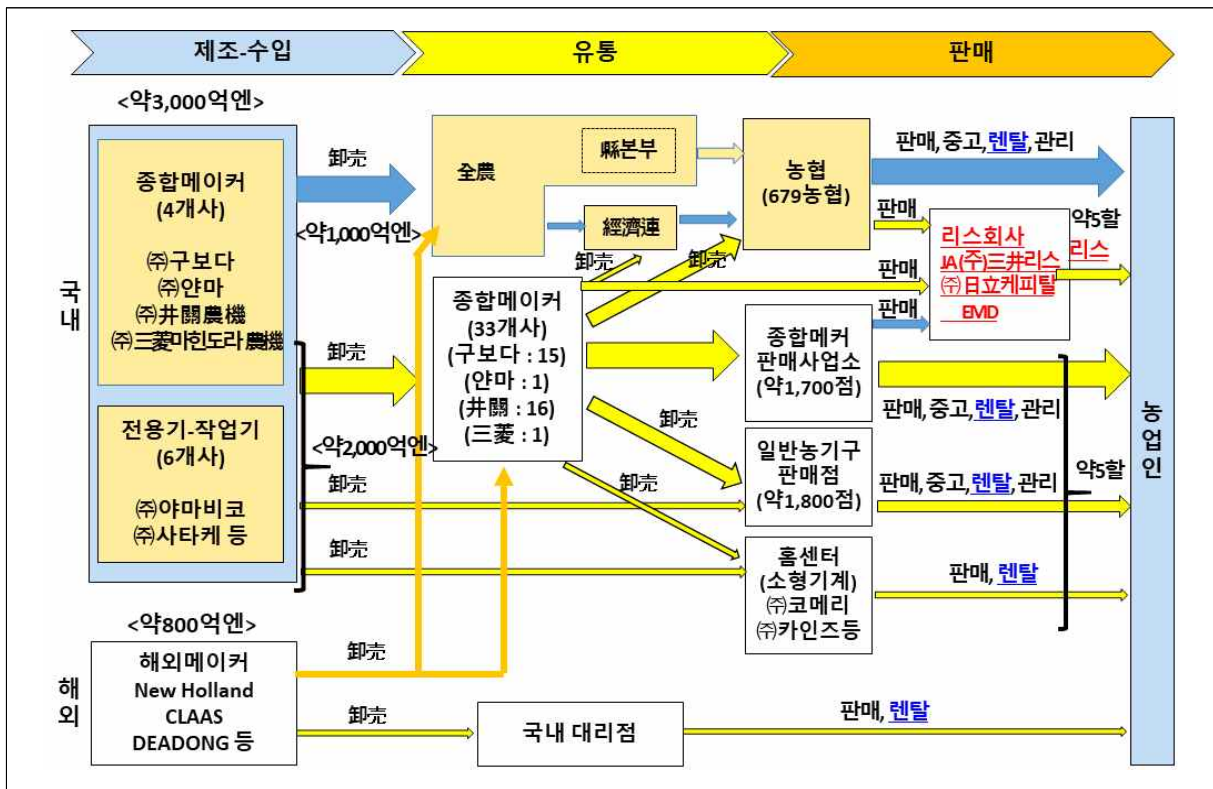 제조-수입
유통
판매
<약3,000억엔>
국내
종합메이커
(4개사)
㈜구보다
㈜얀마
㈜井關農機
㈜三菱마힌도라 農機
전용기-작업기
(6개사)
㈜야마비코
㈜사타케 등
卸売
<약1,000억엔>
卸売
<약2,000억엔>
卸売
卸売
全農
縣본부
經濟連
종합메이커
(33개사)
(구보다 : 15)
(얀마 : 1)
(井關 : 16)
(三菱 : 1)
卸売
卸売
卸売
卸売
농협
(679농협)
종합메커
판매사업소
(약1,700점)
일반농기구
판매점
(약1,800점)
홈센터
(소형기계)
㈜코메리
㈜카인즈등
판매, 중고, 렌탈, 관리
판매
판매
판매
리스회사
JA(주)三井리스
㈜日立케피탈
EMD
약5할
리스
판매, 중고, 렌탈, 관리
판매, 중고, 렌탈, 관리
약5할
판매, 렌탈
농업인
해외
<약800억엔>
해외메이커
New Holland
CLAAS
DEADONG 등
卸売
卸売
국내 대리점
판매, 렌탈